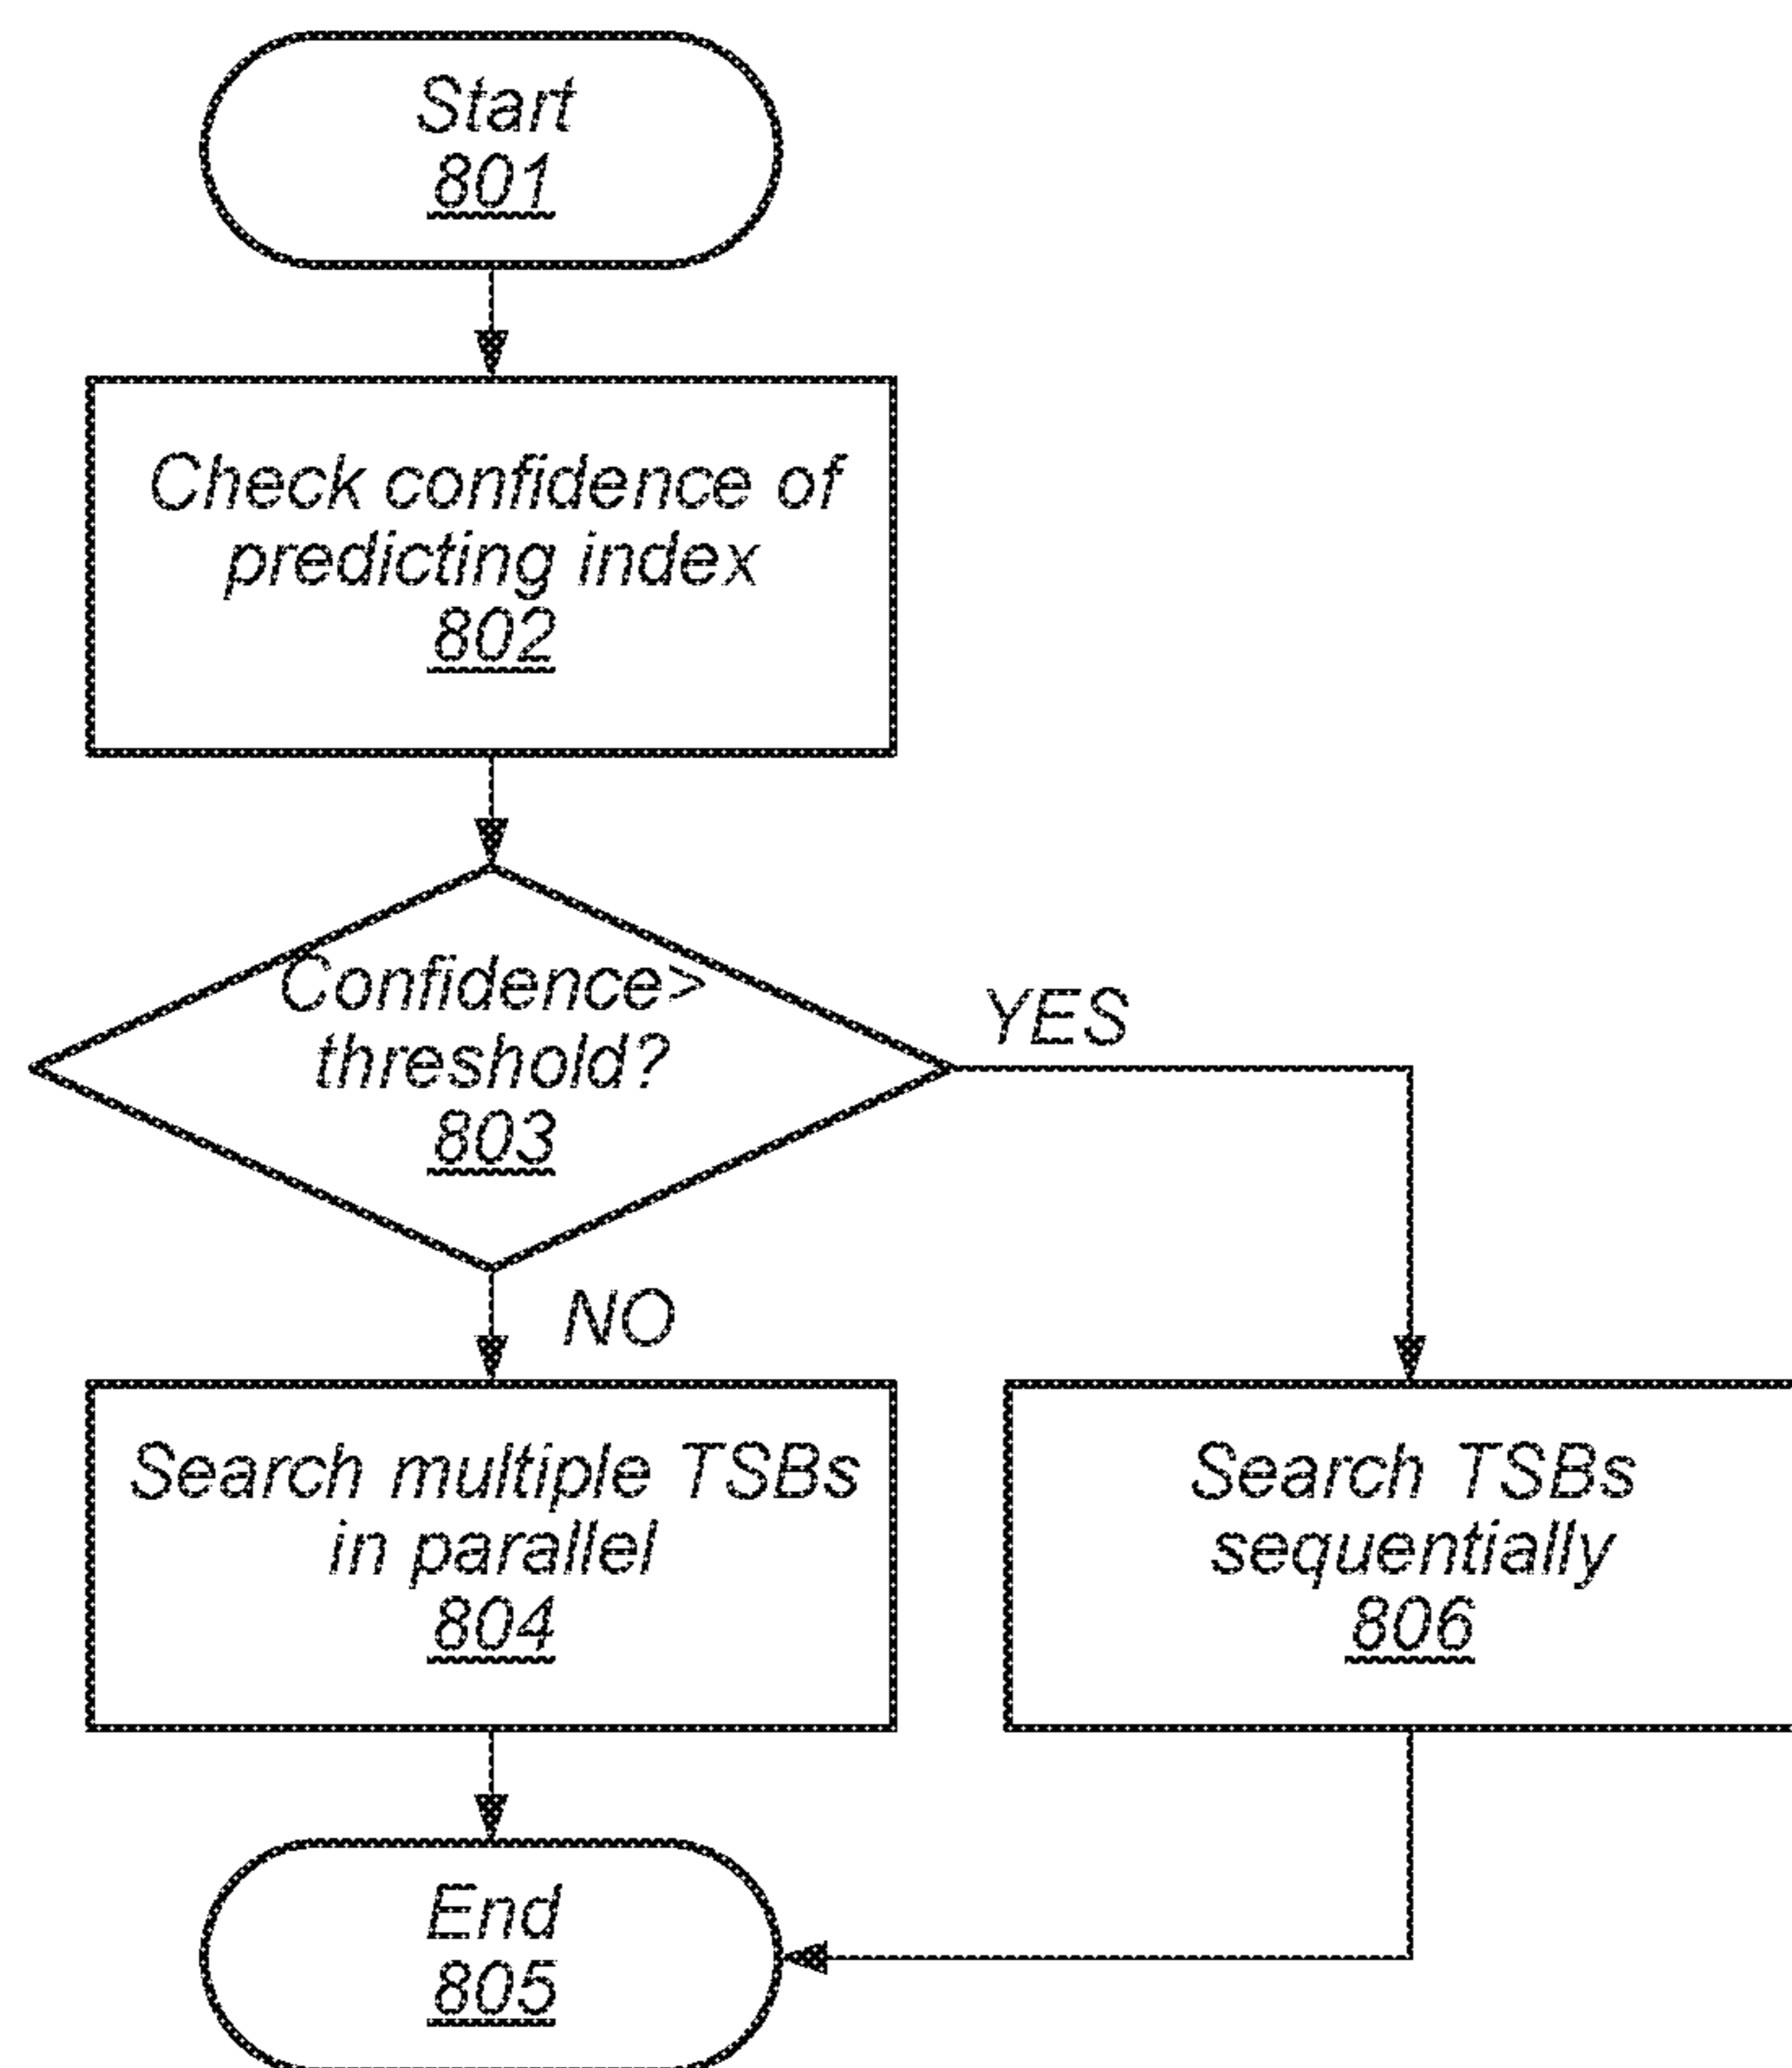 Start
801
Check confidence of
predicting index
802
Confidence>
threshold?
803
YES
NO
Search multiple TSBs
in parallel
804
Search TSBs
sequentially
806
End
805